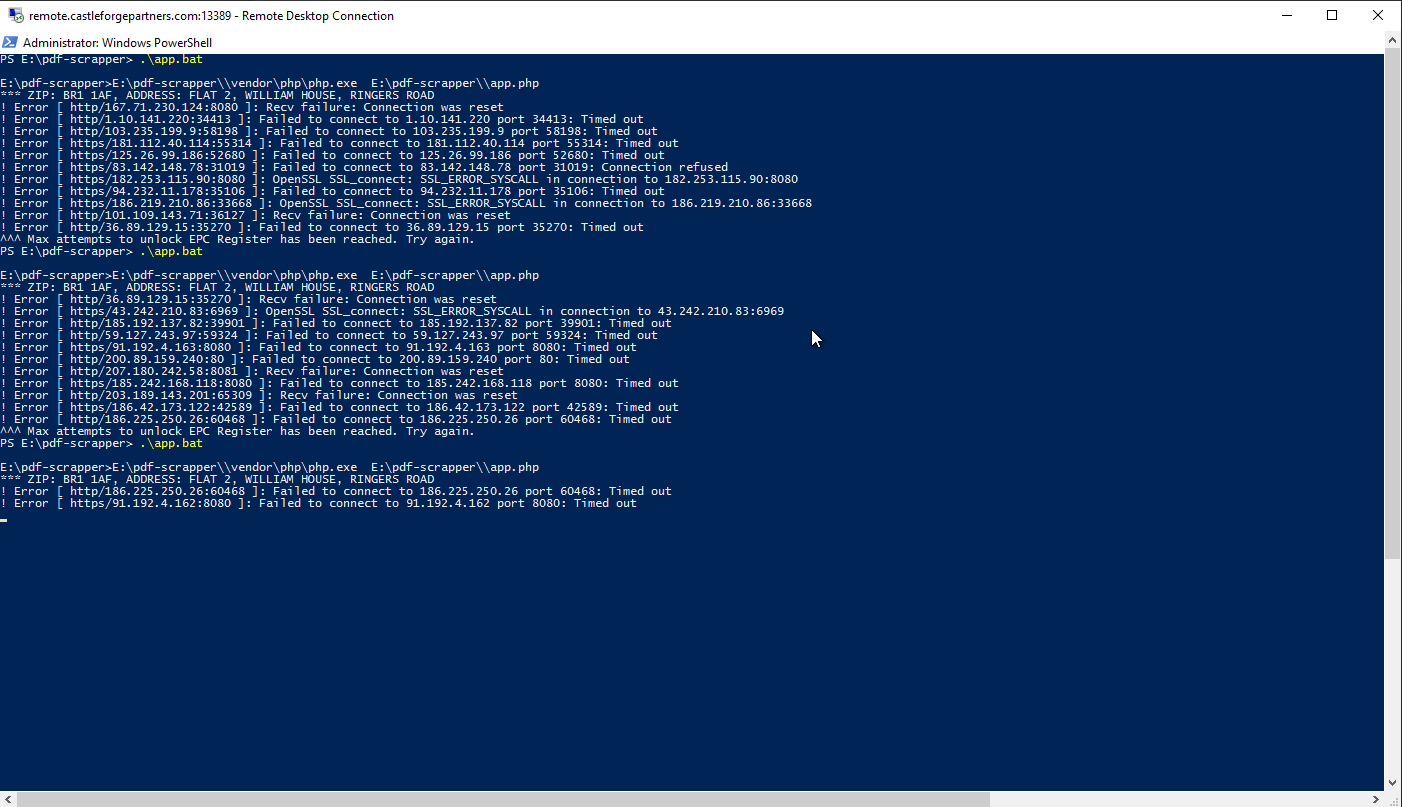 remote.castleforgepartners.com:13389 - Remote Desktop Connection
Administrator: Windows PowerShell
PS E:\pdf-scrapper> .\app.bat
E:\pdf-scrapper>E:\pdf-scrapper\\vendor\php\php.exe  E:\pdf-scrapper\\app.php
*** ZIP: BR1 1AF, ADDRESS: FLAT 2, WILLIAM HOUSE, RINGERS ROAD
! Error [ http/167.71.230.124:8080 ]: Recv failure: Connection was reset
! Error [ http/1.10.141.220:34413 ]: Failed to connect to 1.10.141.220 port 34413: Timed out
! Error [ http/103.235.199.9:58198 ]: Failed to connect to 103.235.199.9 port 58198: Timed out
! Error [ https/181.112.40.114:55314 ]: Failed to connect to 181.112.40.114 port 55314: Timed out
! Error [ https/125.26.99.186:52680 ]: Failed to connect to 125.26.99.186 port 52680: Timed out
! Error [ https/83.142.148.78:31019 ]: Failed to connect to 83.142.148.78 port 31019: Connection refused
! Error [ https/182.253.115.90:8080 ]: OpenSSL SSL_connect: SSL_ERROR_SYSCALL in connection to 182.253.115.90:8080
! Error [ https/94.232.11.178:35106 ]: Failed to connect to 94.232.11.178 port 35106: Timed out
! Error [ https/186.219.210.86:33668 ]: OpenSSL SSL_connect: SSL_ERROR_SYSCALL in connection to 186.219.210.86:33668
! Error [ http/101.109.143.71:36127 ]: Recv failure: Connection was reset
! Error [ http/36.89.129.15:35270 ]: Failed to connect to 36.89.129.15 port 35270: Timed out
^^^ Max attempts to unlock EPC Register has been reached. Try again.
PS E:\pdf-scrapper> .\app.bat
E:\pdf-scrapper>E:\pdf-scrapper\\vendor\php\php.exe  E:\pdf-scrapper\\app.php
*** ZIP: BR1 1AF, ADDRESS: FLAT 2, WILLIAM HOUSE, RINGERS ROAD
! Error [ http/36.89.129.15:35270 ]: Recv failure: Connection was reset
! Error [ https/43.242.210.83:6969 ]: OpenSSL SSL_connect: SSL_ERROR_SYSCALL in connection to 43.242.210.83:6969
! Error [ http/185.192.137.82:39901 ]: Failed to connect to 185.192.137.82 port 39901: Timed out
! Error [ http/59.127.243.97:59324 ]: Failed to connect to 59.127.243.97 port 59324: Timed out
! Error [ https/91.192.4.163:8080 ]: Failed to connect to 91.192.4.163 port 8080: Timed out
! Error [ http/200.89.159.240:80 ]: Failed to connect to 200.89.159.240 port 80: Timed out
! Error [ http/207.180.242.58:8081 ]: Recv failure: Connection was reset
! Error [ https/185.242.168.118:8080 ]: Failed to connect to 185.242.168.118 port 8080: Timed out
! Error [ http/203.189.143.201:65309 ]: Recv failure: Connection was reset
! Error [ https/186.42.173.122:42589 ]: Failed to connect to 186.42.173.122 port 42589: Timed out
! Error [ http/186.225.250.26:60468 ]: Failed to connect to 186.225.250.26 port 60468: Timed out
^^^ Max attempts to unlock EPC Register has been reached. Try again.
PS E:\pdf-scrapper> .\app.bat
E:\pdf-scrapper>E:\pdf-scrapper\\vendor\php\php.exe  E:\pdf-scrapper\\app.php
*** ZIP: BR1 1AF, ADDRESS: FLAT 2, WILLIAM HOUSE, RINGERS ROAD
! Error [ http/186.225.250.26:60468 ]: Failed to connect to 186.225.250.26 port 60468: Timed out
! Error [ https/91.192.4.162:8080 ]: Failed to connect to 91.192.4.162 port 8080: Timed out